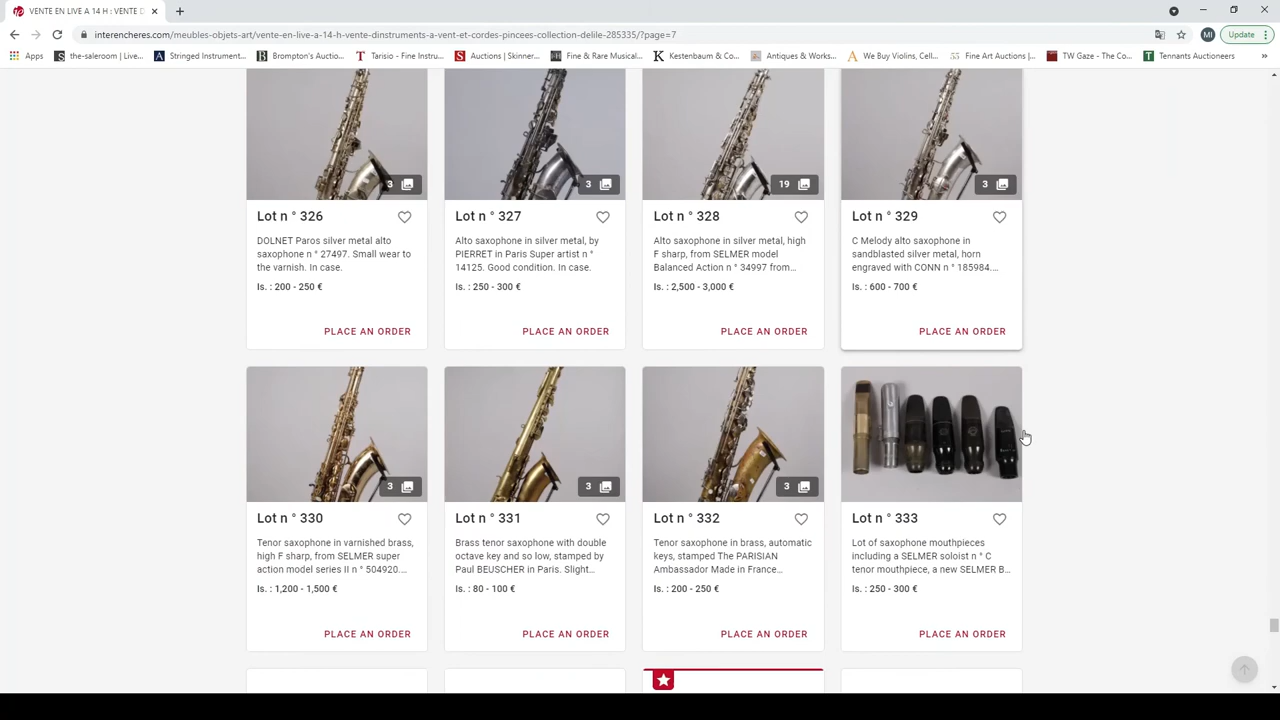 VENTE EN LIVE A 14 H : VENTE D
interencheres.com/meubles-objets-art/vente-en-live-a-14-h-vente-dinstruments-a-vent-et-cordes-pincees-collection-delile-285335/?page=7
MI
Update
Apps
the-saleroom | Live...
Stringed Instrument...
Brompton's Auction...
Tarisio - Fine Instru...
Auctions | Skinner...
Fine & Rare Musical...
Kestenbaum & Co...
Antiques & Works...
We Buy Violins, Cell...
Fine Art Auctions |...
TW Gaze - The Co...
Tennants Auctioneers
»
3
3
19
3
Lot n ° 326
Lot n ° 327
Lot n ° 328
Lot n ° 329
DOLNET Paros silver metal alto
saxophone n ° 27497. Small wear to
the varnish. In case.
Alto saxophone in silver metal, by
PIERRET in Paris Super artist n °
14125. Good condition. In case.
Alto saxophone in silver metal, high
F sharp, from SELMER model
Balanced Action n ° 34997 from...
C Melody alto saxophone in
sandblasted silver metal, horn
engraved with CONN n ° 185984....
Is. : 200 - 250 €
Is. : 250 - 300 €
Is. : 2,500 - 3,000 €
Is. : 600 - 700 €
PLACE AN ORDER
PLACE AN ORDER
PLACE AN ORDER
PLACE AN ORDER
3
3
3
Lot n ° 330
Lot n ° 331
Lot n ° 332
Lot n ° 333
Tenor saxophone in varnished brass,
high F sharp, from SELMER super
action model series II n ° 504920....
Brass tenor saxophone with double
octave key and so low, stamped by
Paul BEUSCHER in Paris. Slight...
Tenor saxophone in brass, automatic
keys, stamped The PARISIAN
Ambassador Made in France...
Lot of saxophone mouthpieces
including a SELMER soloist n ° C
tenor mouthpiece, a new SELMER B...
Is. : 1,200 - 1,500 €
Is. : 80 - 100 €
Is. : 200 - 250 €
Is. : 250 - 300 €
PLACE AN ORDER
PLACE AN ORDER
PLACE AN ORDER
PLACE AN ORDER